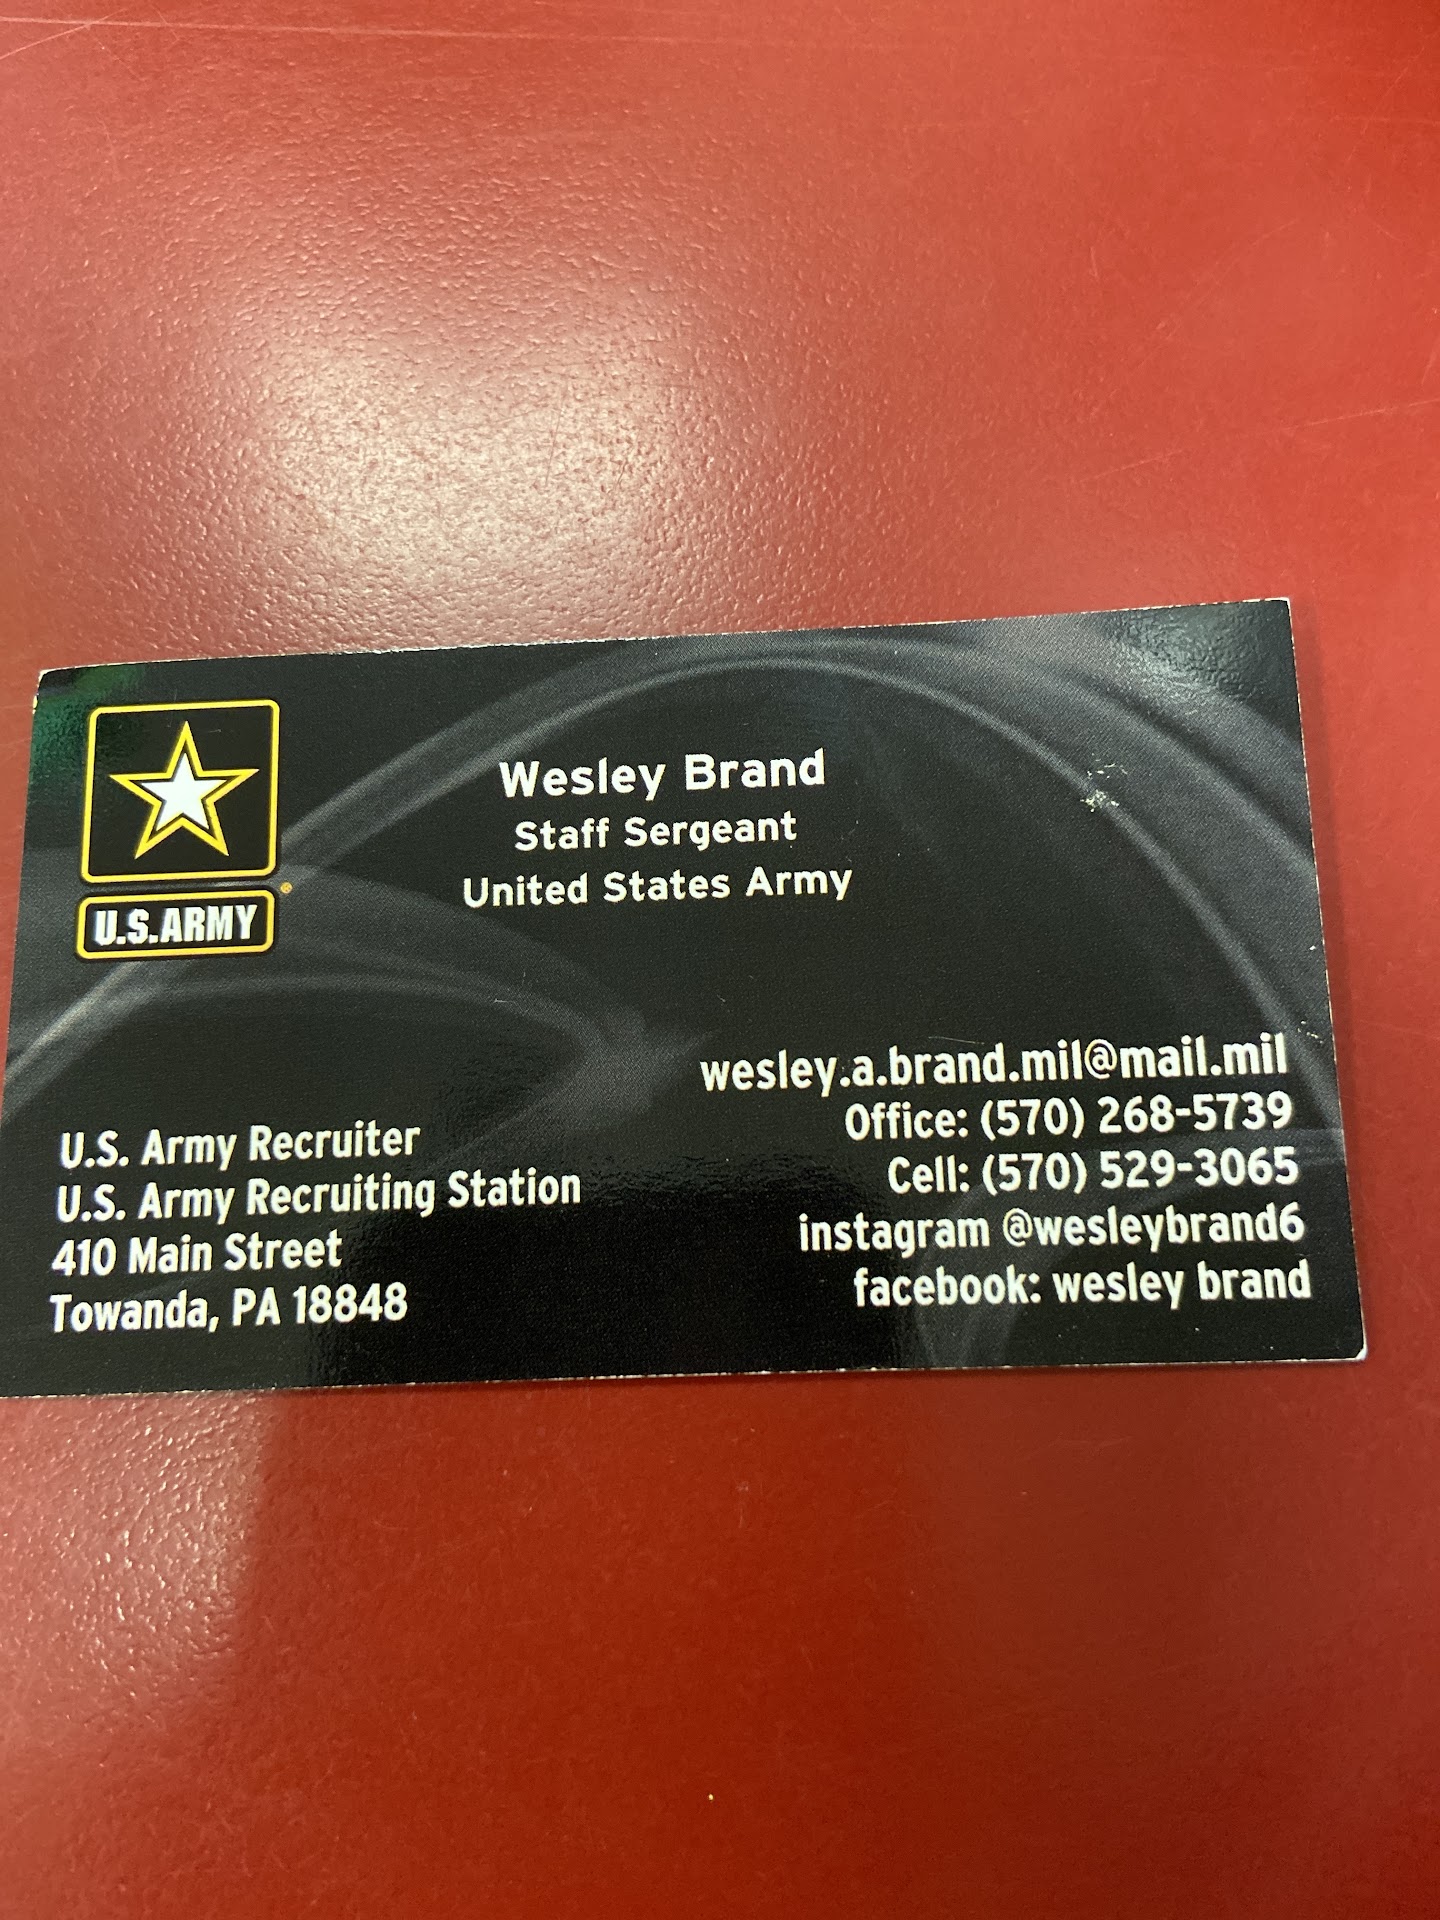 U.S.ARMY
Wesley Brand
Staff Sergeant
United States Army
U.S. Army Recruiter
U.S. Army Recruiting Station
410 Main Street
Towanda, PA 18848
wesley.a.brand.mil@mail.mil
Office: (570) 268-5739
Cell: (570) 529-3065
instagram @wesleybrand6
facebook: wesley brand